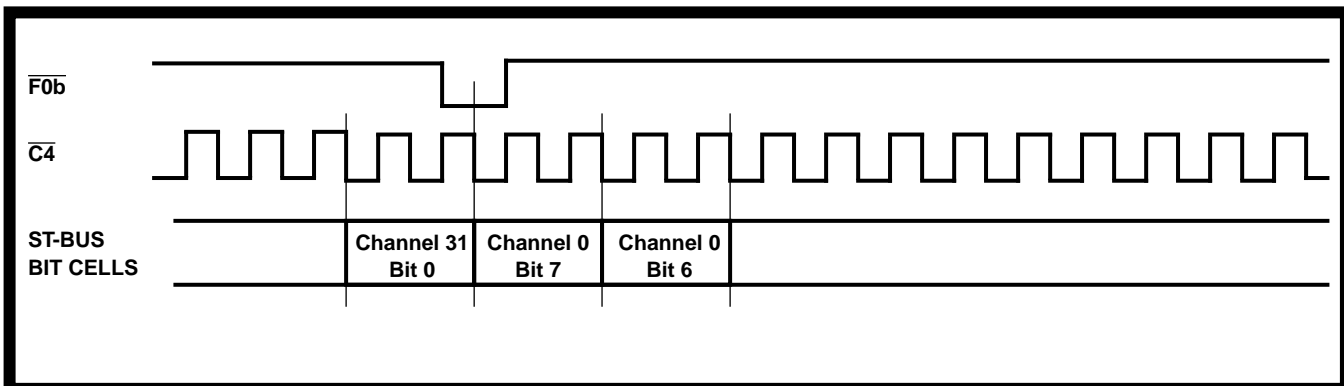 F0b
C4
ST-BUS
BIT CELLS
Channel 31
Bit 0
Channel 0
Bit 7
Channel 0
Bit 6